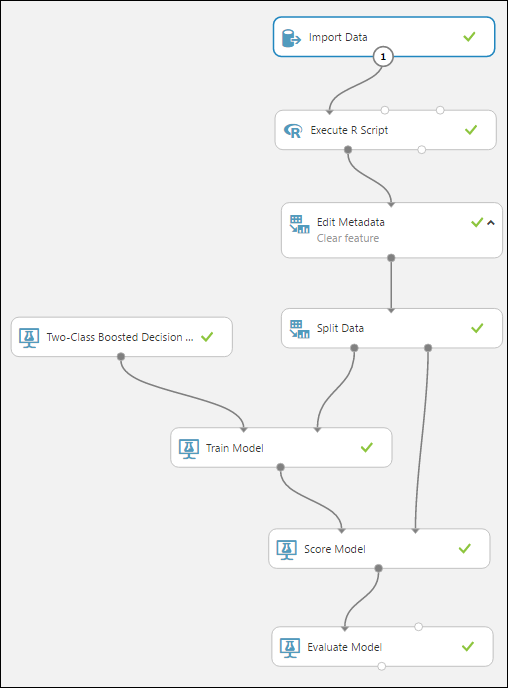 Import Data
1
Execute R Script
Edit Metadata
Clear feature
Split Data
Two-Class Boosted Decision ...
Train Model
Score Model
Evaluate Model